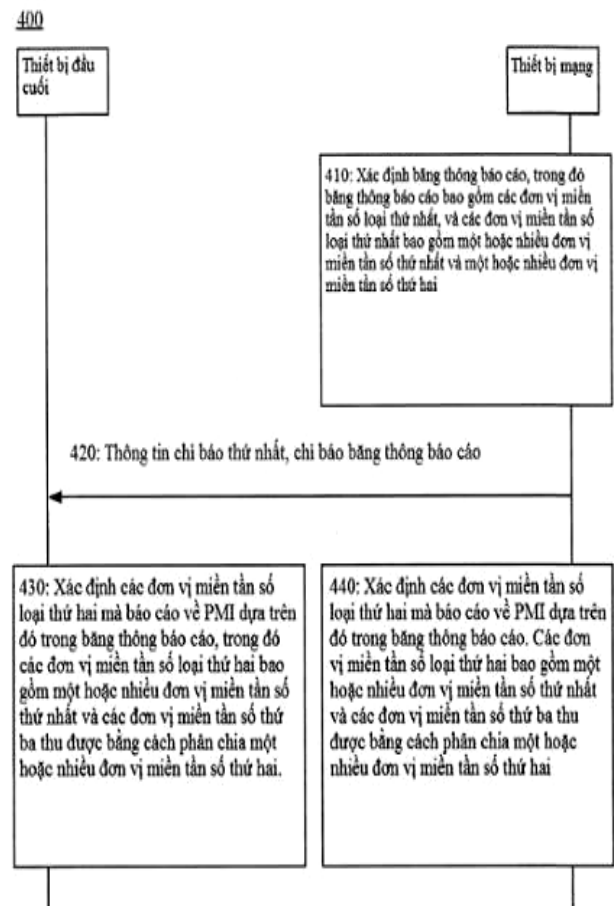 400
Thiết bị đầu
cuối
Thiết bị mạng
410: Xác định băng thông báo cáo, trong đó
băng thông báo cáo bao gồm các đơn vị miền
tần số loại thứ nhất, và các đơn vị miền tần số
loại thứ nhất bao gồm một hoặc nhiều đơn vị
miền tần số thứ nhất và một hoặc nhiều đơn vị
miền tần số thứ hai
420: Thông tin chỉ báo thứ nhất, chỉ báo băng thông báo cáo
430: Xác định các đơn vị miền tần số
loại thứ hai mà báo cáo về PMI dựa trên
đó trong băng thông báo cáo, trong đó
các đơn vị miền tần số loại thứ hai bao
gồm một hoặc nhiều đơn vị miền tần số
thứ nhất và các đơn vị miền tần số thứ
ba thu được bằng cách phân chia một
hoặc nhiều đơn vị miền tần số thứ hai.
440: Xác định các đơn vị miền tần số
loại thứ hai mà báo cáo về PMI dựa trên
đó trong băng thông báo cáo. Các đơn
vị miền tần số loại thứ hai bao gồm một
hoặc nhiều đơn vị miền tần số thứ nhất
và các đơn vị miền tần số thứ ba thu
được bằng cách phân chia một hoặc
nhiều đơn vị miền tần số thứ hai